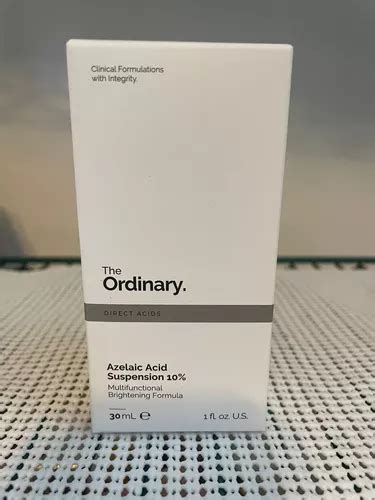 Clinical Formulations
with Integrity.
The
Ordinary.
DIRECT ACIDS
Azelaic Acid
Suspension 10%
Multifunctional
Brightening Formula
30 mL ℮ 1 fl. oz. U.S.